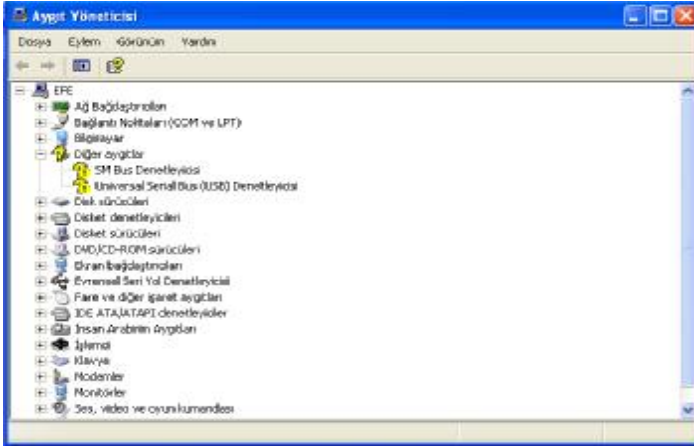 Aygıt Yöneticisi
Dosya Eylem Görünüm Yardım
EFE
Ağ Bağdaştırıcıları
Bağlantı Noktaları (COM ve LPT)
Bilgisayar
Diğer aygıtlar
SM Bus Denetleyicisi
Universal Serial Bus (USB) Denetleyicisi
Disk sürücüleri
Disket denetleyicileri
Disket sürücüleri
DVD/CD-ROM sürücüleri
Ekran bağdaştırıcıları
Evrensel Seri Yol Denetleyicisi
Fare ve diğer işaret aygıtları
IDE ATA/ATAPI denetleyiciler
İnsan Arabirim Aygıtları
İşlemci
Klavye
Modemler
Monitörler
Ses, video ve oyun kumandası